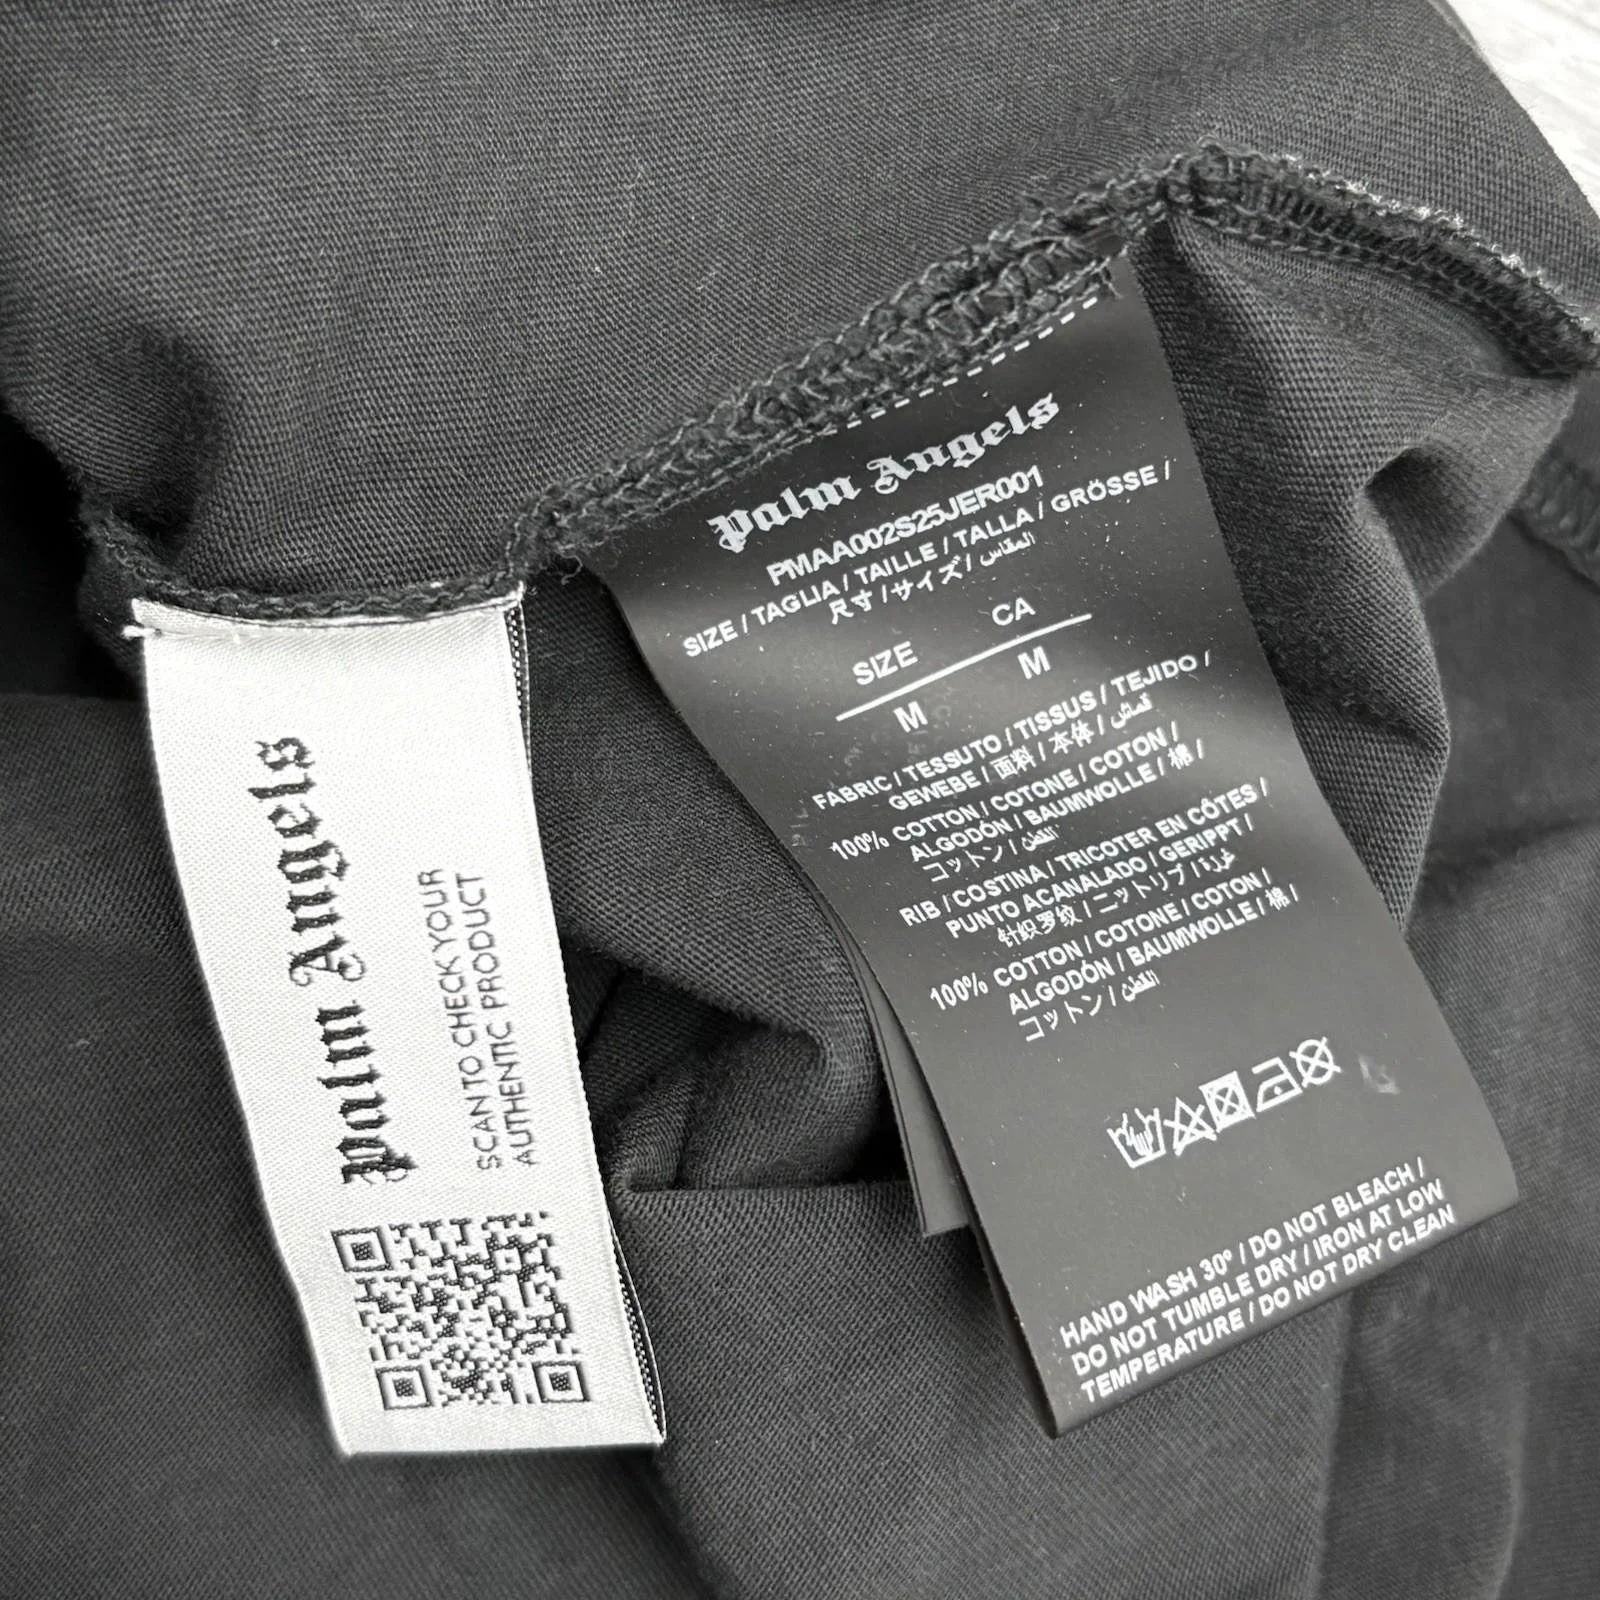 Palm Angels
SCAN TO CHECK YOUR
AUTHENTIC PRODUCT
Palm Angels
PMAA002S25JER001
SIZE / TAGLIA / TAILLE / TALLA / GRÖSSE /
尺寸 / サイズ / المقاس
SIZE CA
M M
FABRIC / TESSUTO / TISSUS / TEJIDO /
GEWEBE / 面料 / 本体 / قماش
100% COTTON / COTONE / COTON /
ALGODÓN / BAUMWOLLE / 棉 /
コットン / القطن
RIB / COSTINA / TRICOTER EN CÔTES /
PUNTO ACANALADO / GERIPPT /
针织罗纹 / ニットリブ / غرزة
100% COTTON / COTONE / COTON /
ALGODÓN / BAUMWOLLE / 棉 /
コットン / القطن
HAND WASH 30° / DO NOT BLEACH /
DO NOT TUMBLE DRY / IRON AT LOW
TEMPERATURE / DO NOT DRY CLEAN